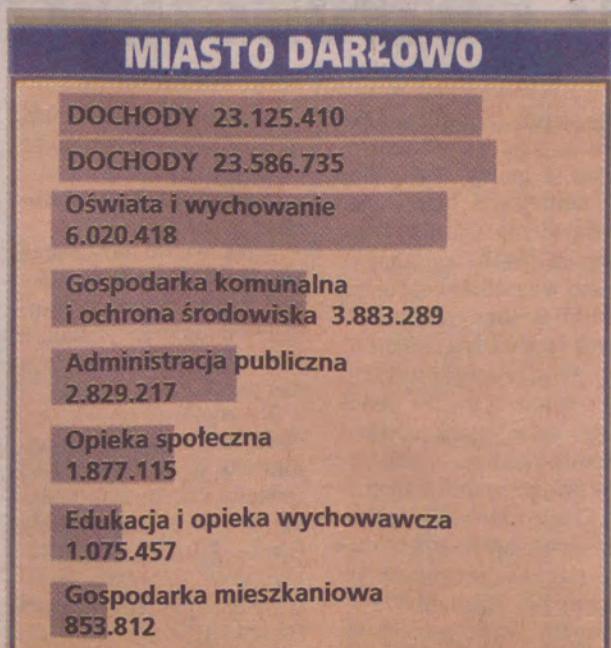 MIASTO DARŁOWO
DOCHODY 23.125.410
DOCHODY 23.586.735
Oświata i wychowanie
6.020.418
Gospodarka komunalna
i ochrona środowiska 3.883.289
Administracja publiczna
2.829.217
Opieka społeczna
1.877.115
Edukacja i opieka wychowawcza
1.075.457
Gospodarka mieszkaniowa
853.812